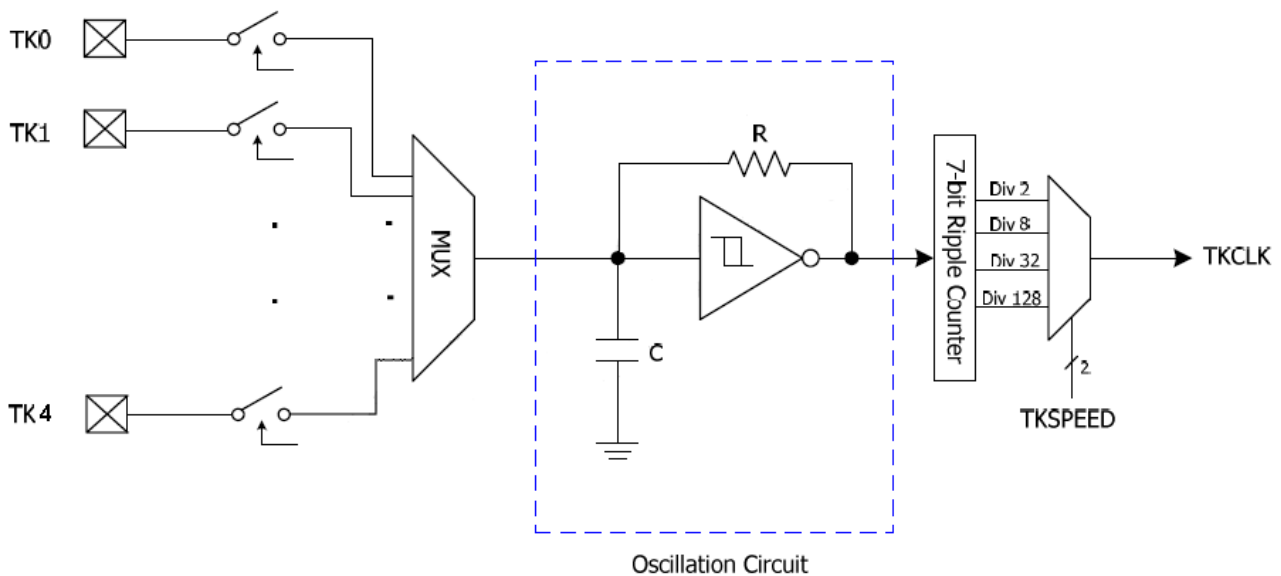 TK0
TK1
TK4
MUX
R
C
Oscillation Circuit
7-bit Ripple Counter
Div 2
Div 8
Div 32
Div 128
2
TKSPEED
TKCLK